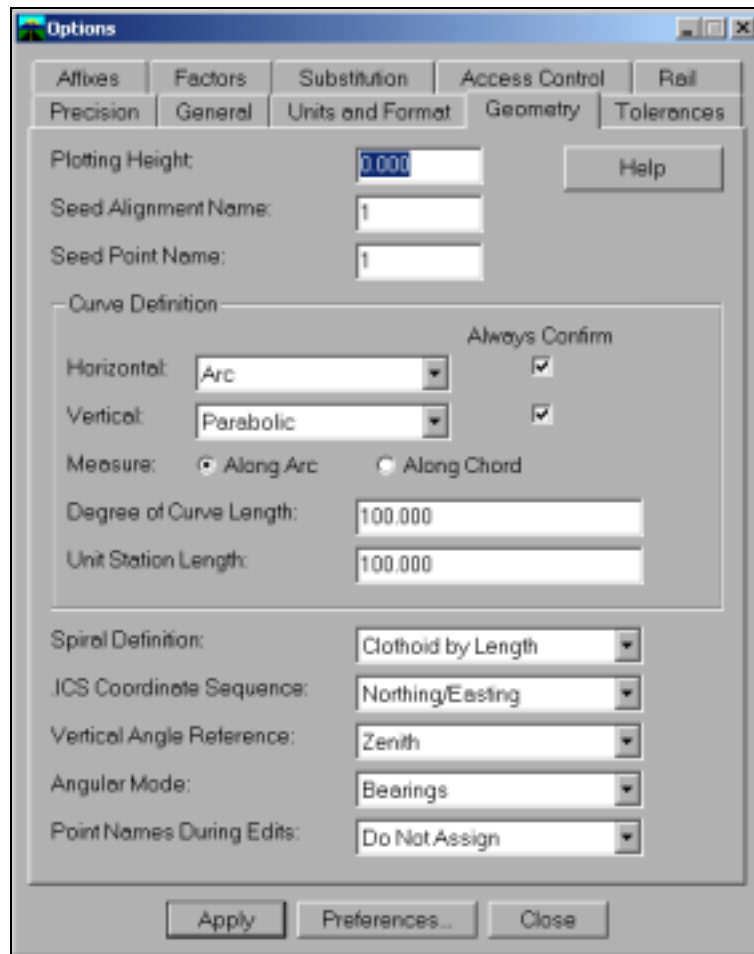 Options
Affixes Factors Substitution Access Control Rail
Precision General Units and Format Geometry Tolerances
Plotting Height: 0.000 Help
Seed Alignment Name: 1
Seed Point Name: 1
Curve Definition
Always Confirm
Horizontal: Arc
Vertical: Parabolic
Measure: Along Arc Along Chord
Degree of Curve Length: 100.000
Unit Station Length: 100.000
Spiral Definition: Clothoid by Length
.ICS Coordinate Sequence: Northing/Easting
Vertical Angle Reference: Zenith
Angular Mode: Bearings
Point Names During Edits: Do Not Assign
Apply Preferences... Close